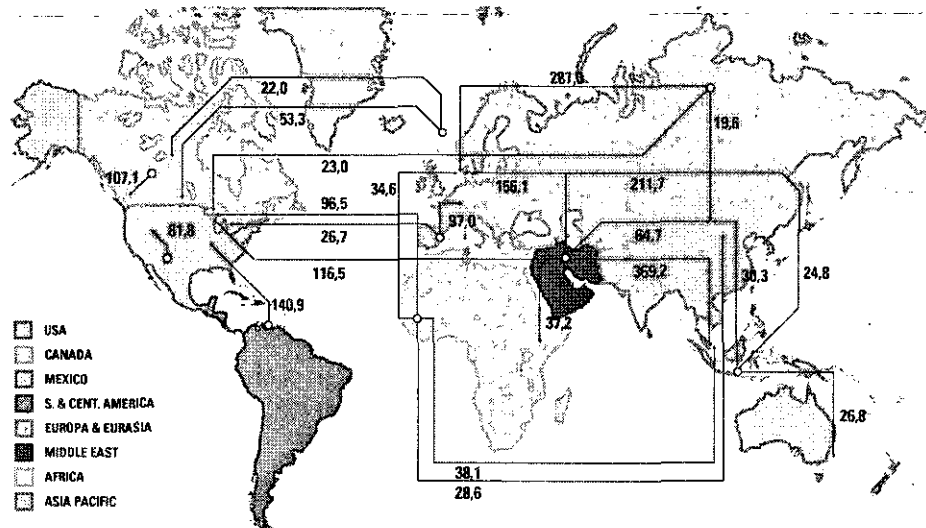 287,0
22,0
53,3
19,6
23,0
107,1
34,6
156,1
211,7
96,5
97,0
81,8
26,7
64,7
116,5
369,2
30,3
24,8
140,9
37,2
USA
CANADA
MEXICO
S. & CENT. AMERICA
EUROPA & EURASIA
MIDDLE EAST
AFRICA
ASIA PACIFIC
26,8
38,1
28,6